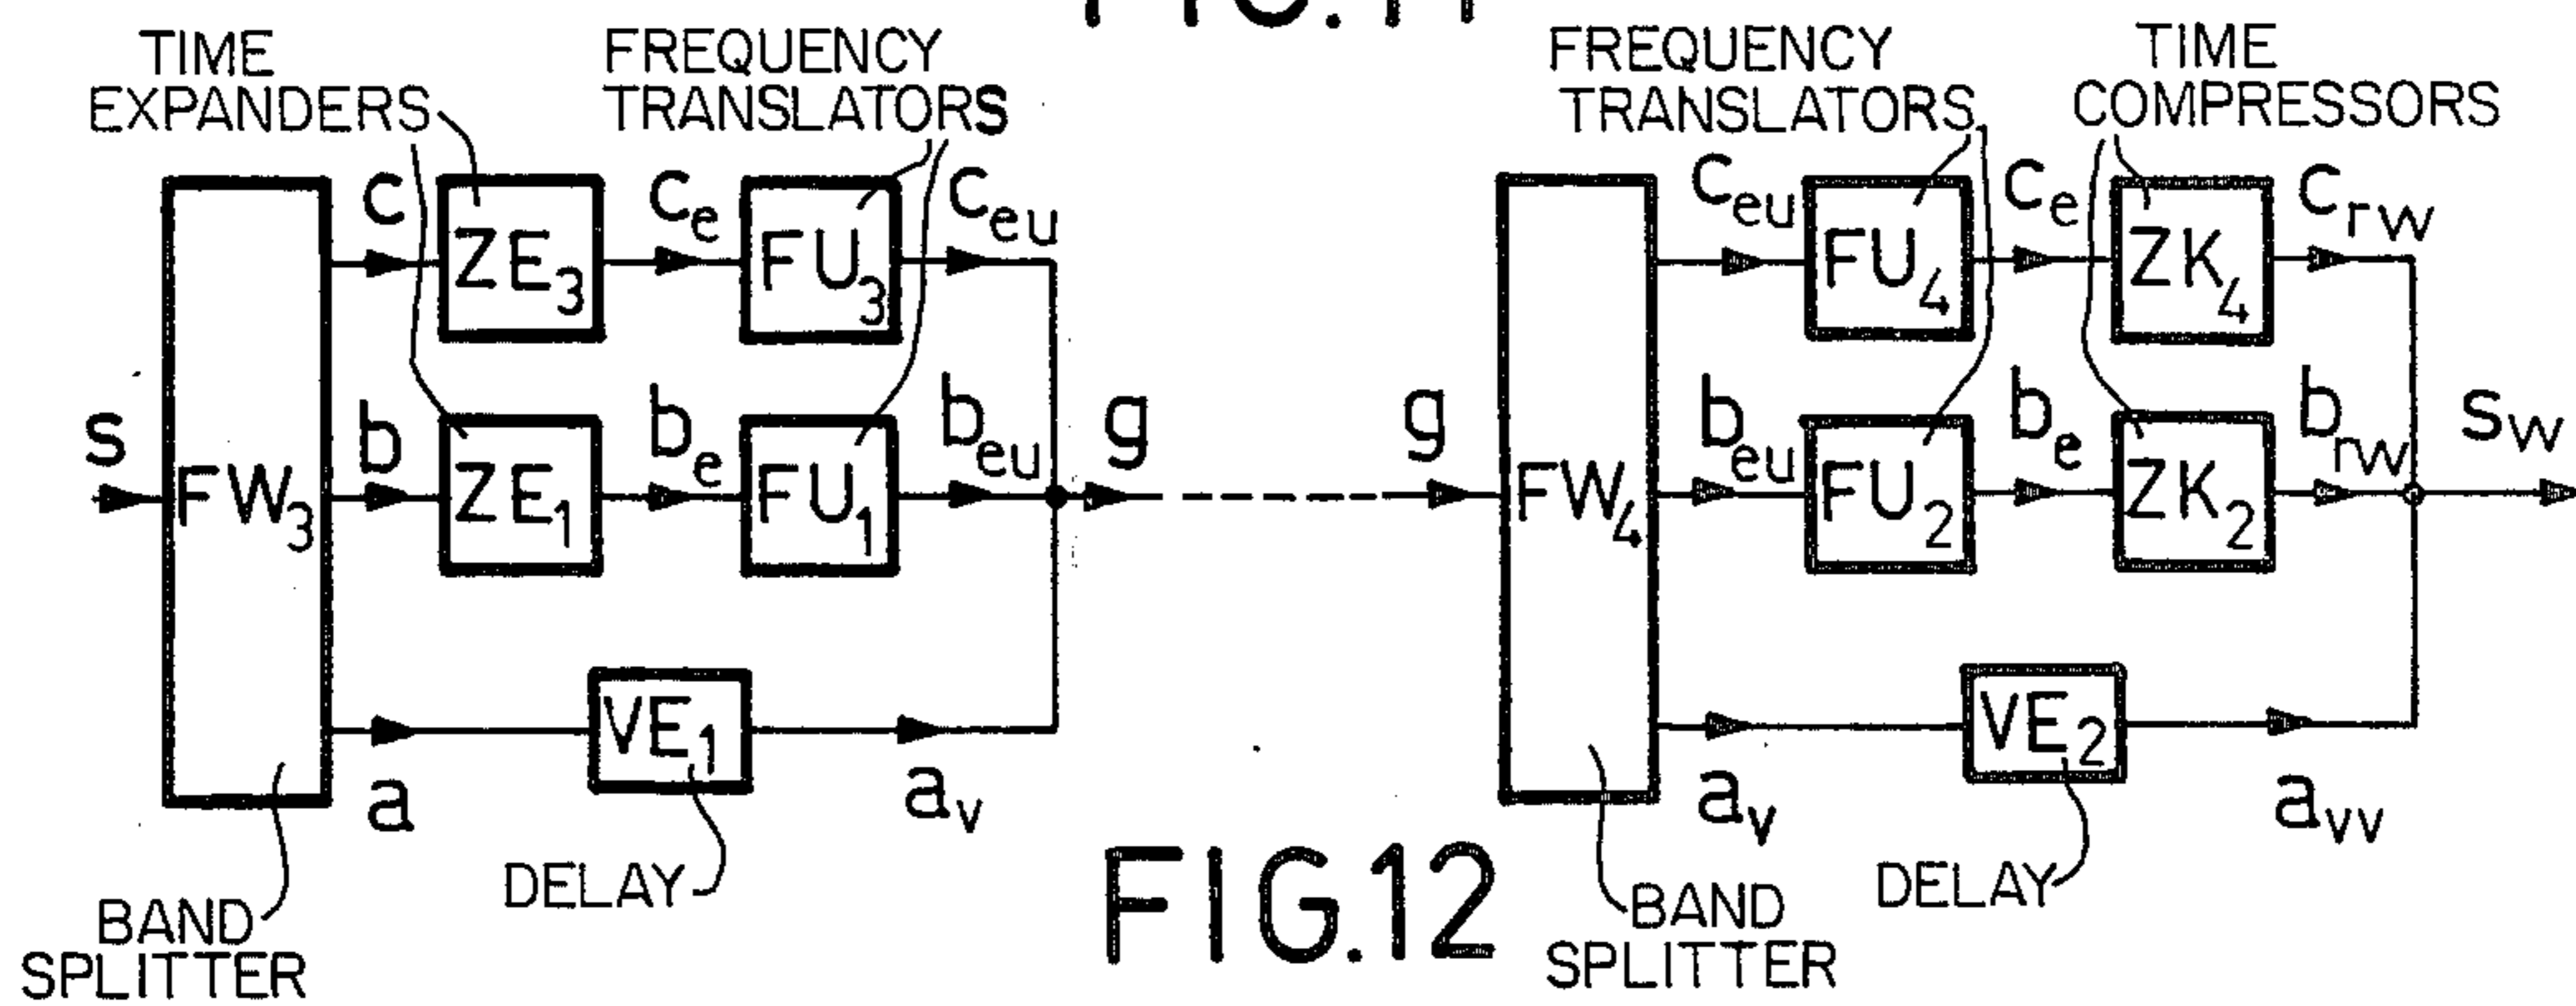 FIG.11
TIME
EXPANDERS
FREQUENCY
TRANSLATORS
FREQUENCY
TRANSLATORS
TIME
COMPRESSORS
c
ZE3
ce
FU3
ceu
ceu
FU4
ce
ZK4
crw
s
FW3
b
ZE1
be
FU1
beu
g
g
FW4
beu
FU2
be
ZK2
brw
sw
a
VE1
av
av
VE2
avv
DELAY
DELAY
BAND
SPLITTER
FIG.12
BAND
SPLITTER